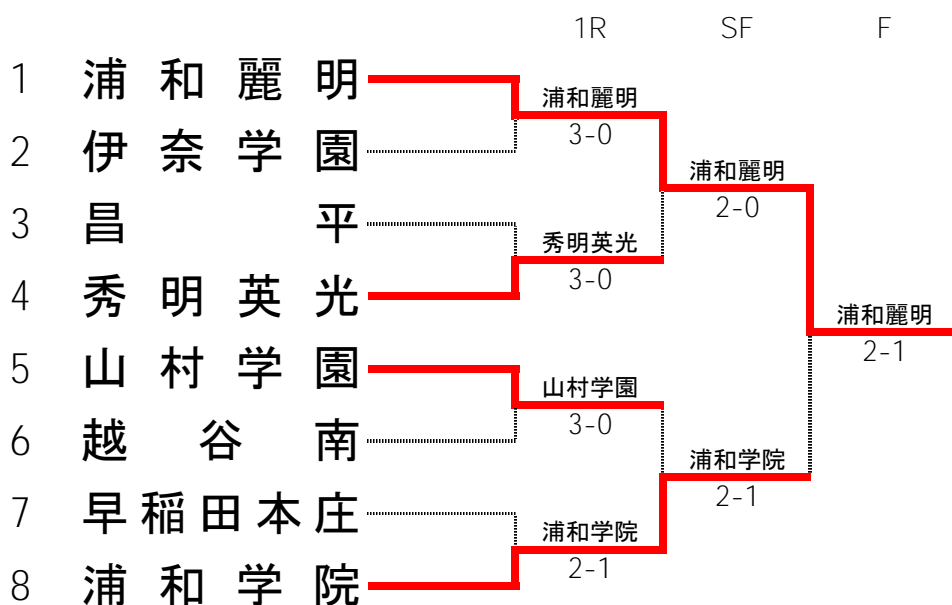 1R SF F
1 浦和麗明
浦和麗明
3-0
2 伊奈学園
浦和麗明
2-0
3 昌平
秀明英光
3-0
4 秀明英光
浦和麗明
2-1
5 山村学園
山村学園
3-0
6 越谷南
浦和学院
2-1
7 早稲田本庄
浦和学院
2-1
8 浦和学院